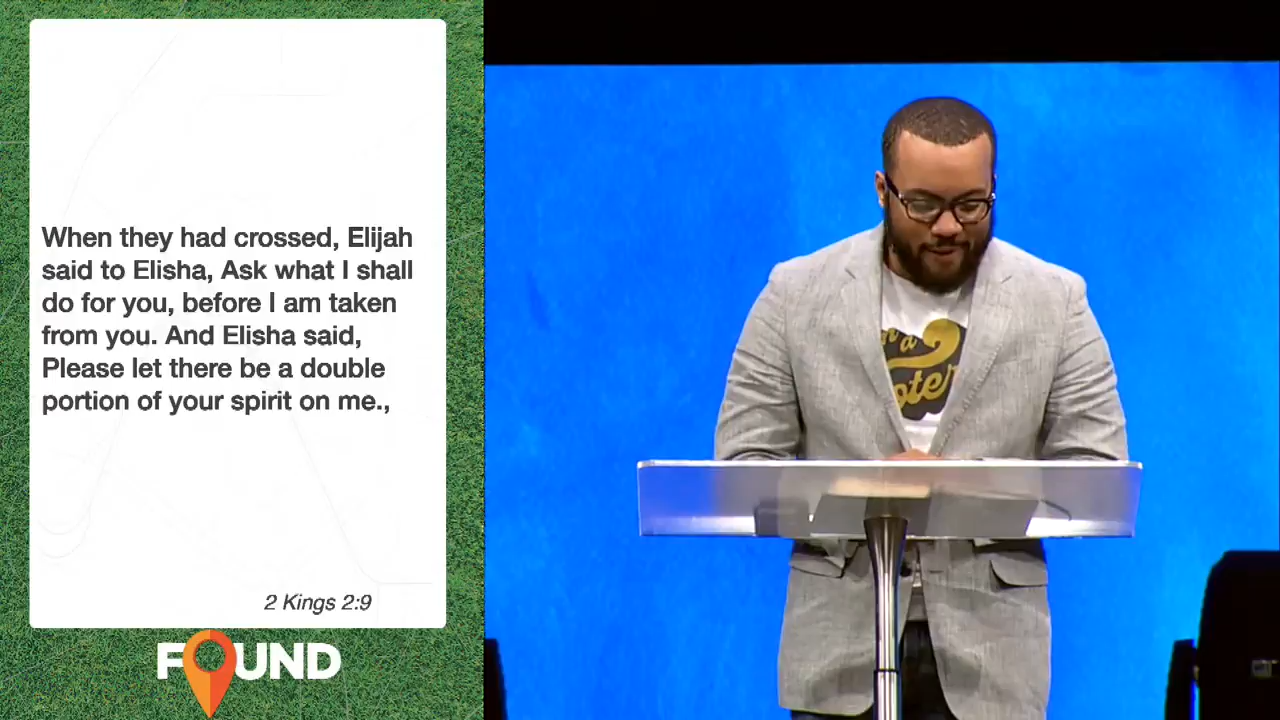 When they had crossed, Elijah
said to Elisha, Ask what I shall
do for you, before I am taken
from you. And Elisha said,
Please let there be a double
portion of your spirit on me.,
2 Kings 2:9
FOUND